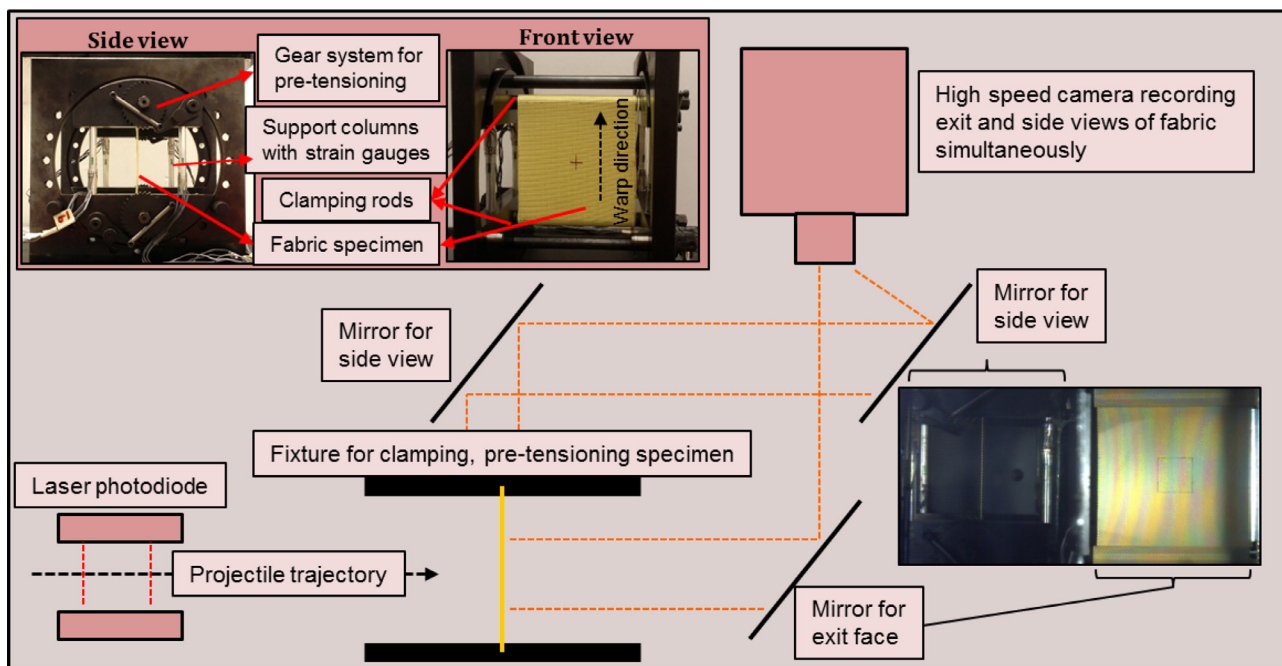 Side view
Gear system for
pre-tensioning
Support columns
with strain gauges
Clamping rods
Fabric specimen
Front view
Warp direction
High speed camera recording
exit and side views of fabric
simultaneously
Mirror for
side view
Mirror for
side view
Fixture for clamping, pre-tensioning specimen
Laser photodiode
Projectile trajectory
Mirror for
exit face